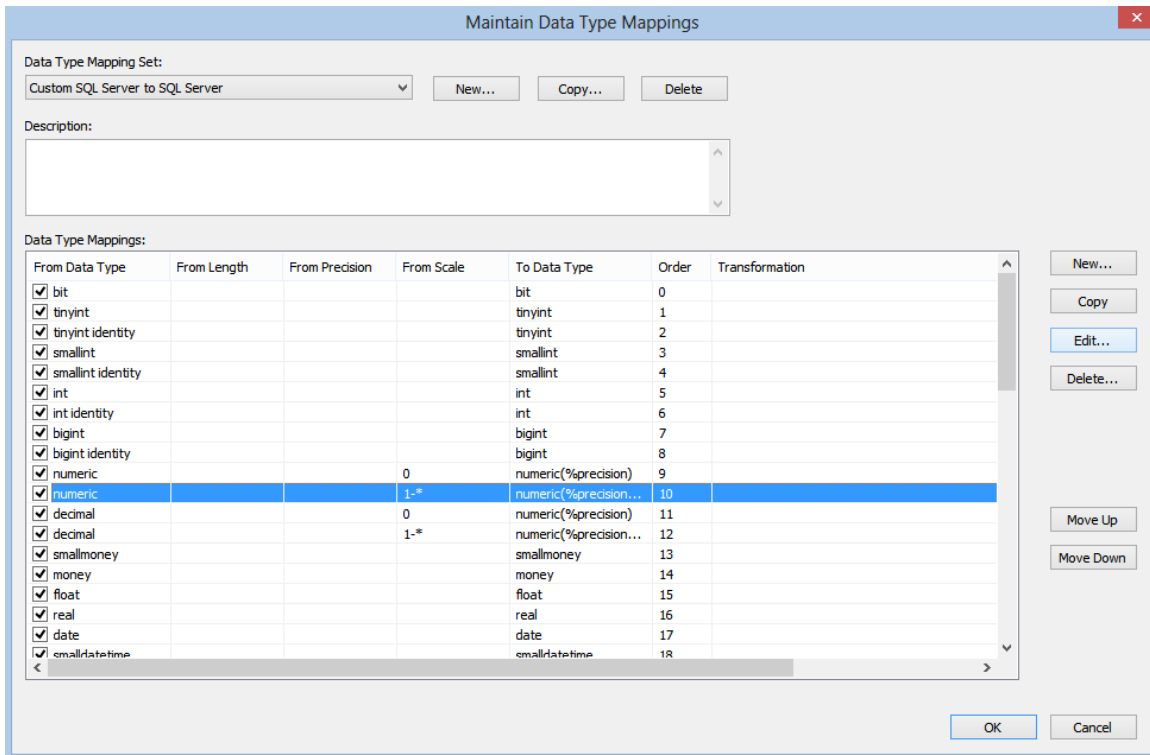 Maintain Data Type Mappings
Data Type Mapping Set:
Custom SQL Server to SQL Server New... Copy... Delete
Description:
Data Type Mappings:
From Data Type From Length From Precision From Scale To Data Type Order Transformation
bit bit 0
tinyint tinyint 1
tinyint identity tinyint 2
smallint smallint 3
smallint identity smallint 4
int int 5
int identity int 6
bigint bigint 7
bigint identity bigint 8
numeric 0 numeric(%precision) 9
numeric 1-* numeric(%precision... 10
decimal 0 numeric(%precision) 11
decimal 1-* numeric(%precision... 12
smallmoney smallmoney 13
money money 14
float float 15
real real 16
date date 17
smalldatetime smalldatetime 18
New...
Copy
Edit...
Delete...
Move Up
Move Down
OK Cancel